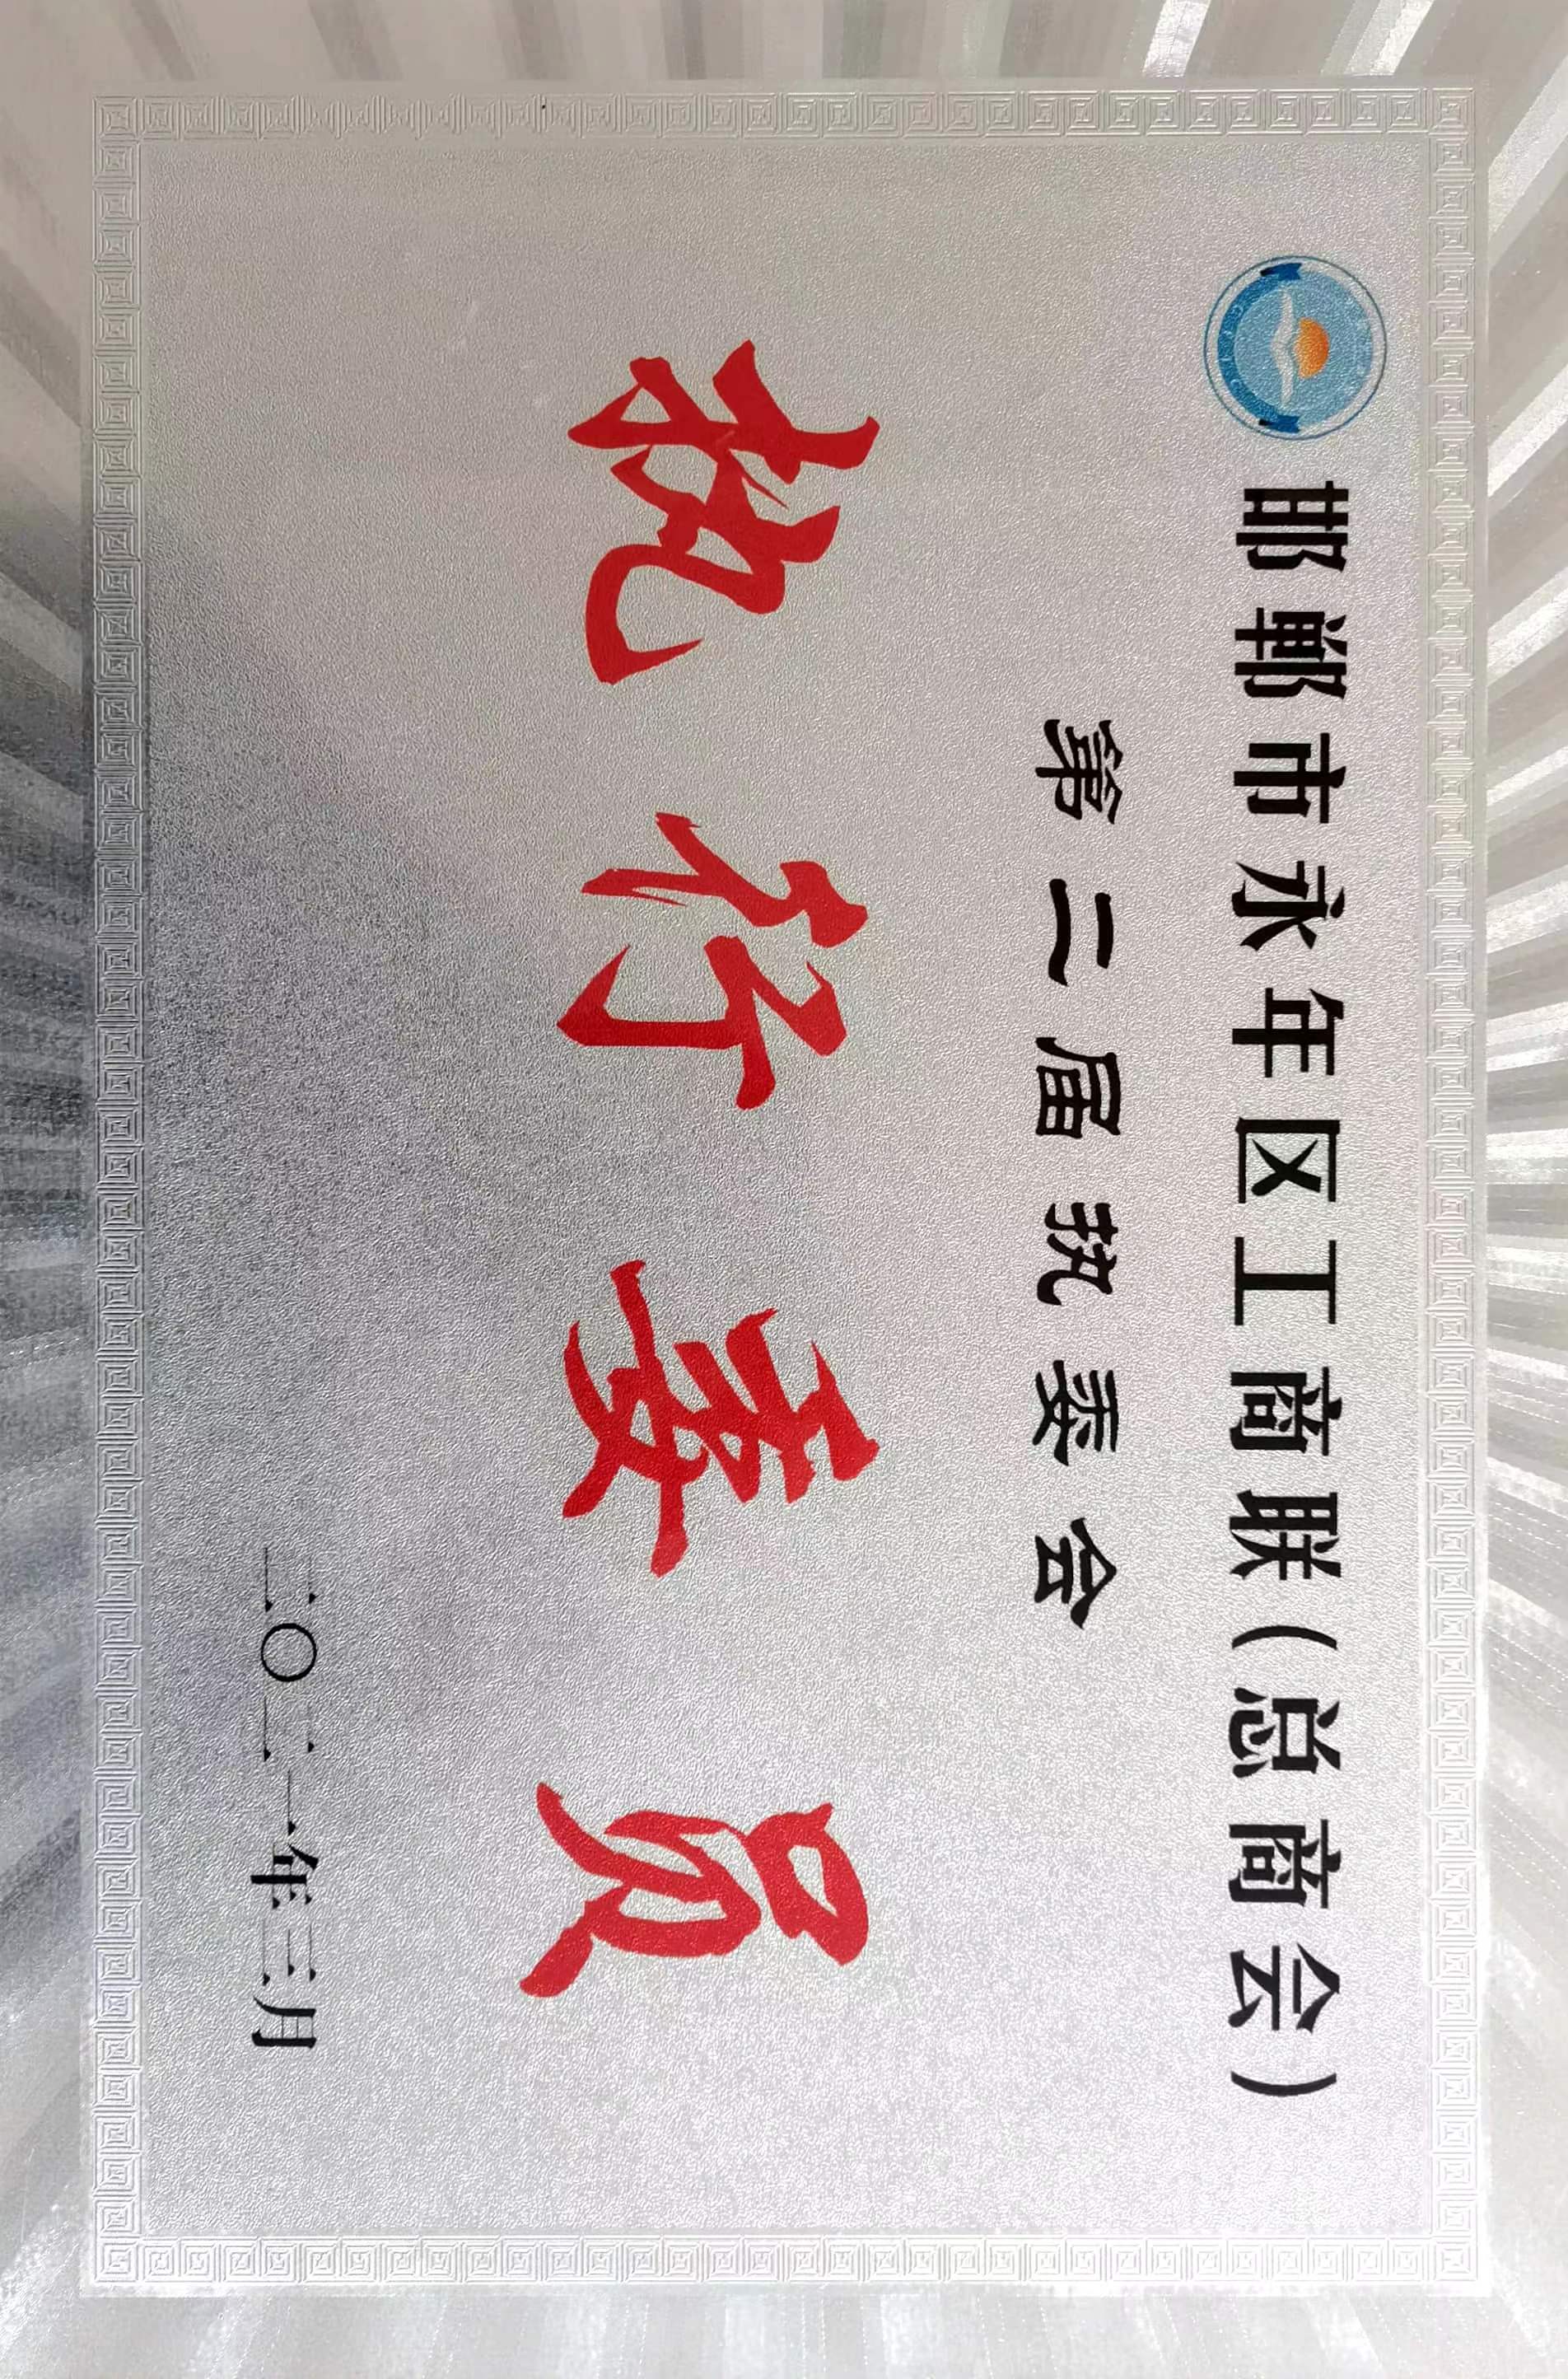 邯郸市永年区工商联(总商会)
第二届执委会
执行委员
二〇二一年三月